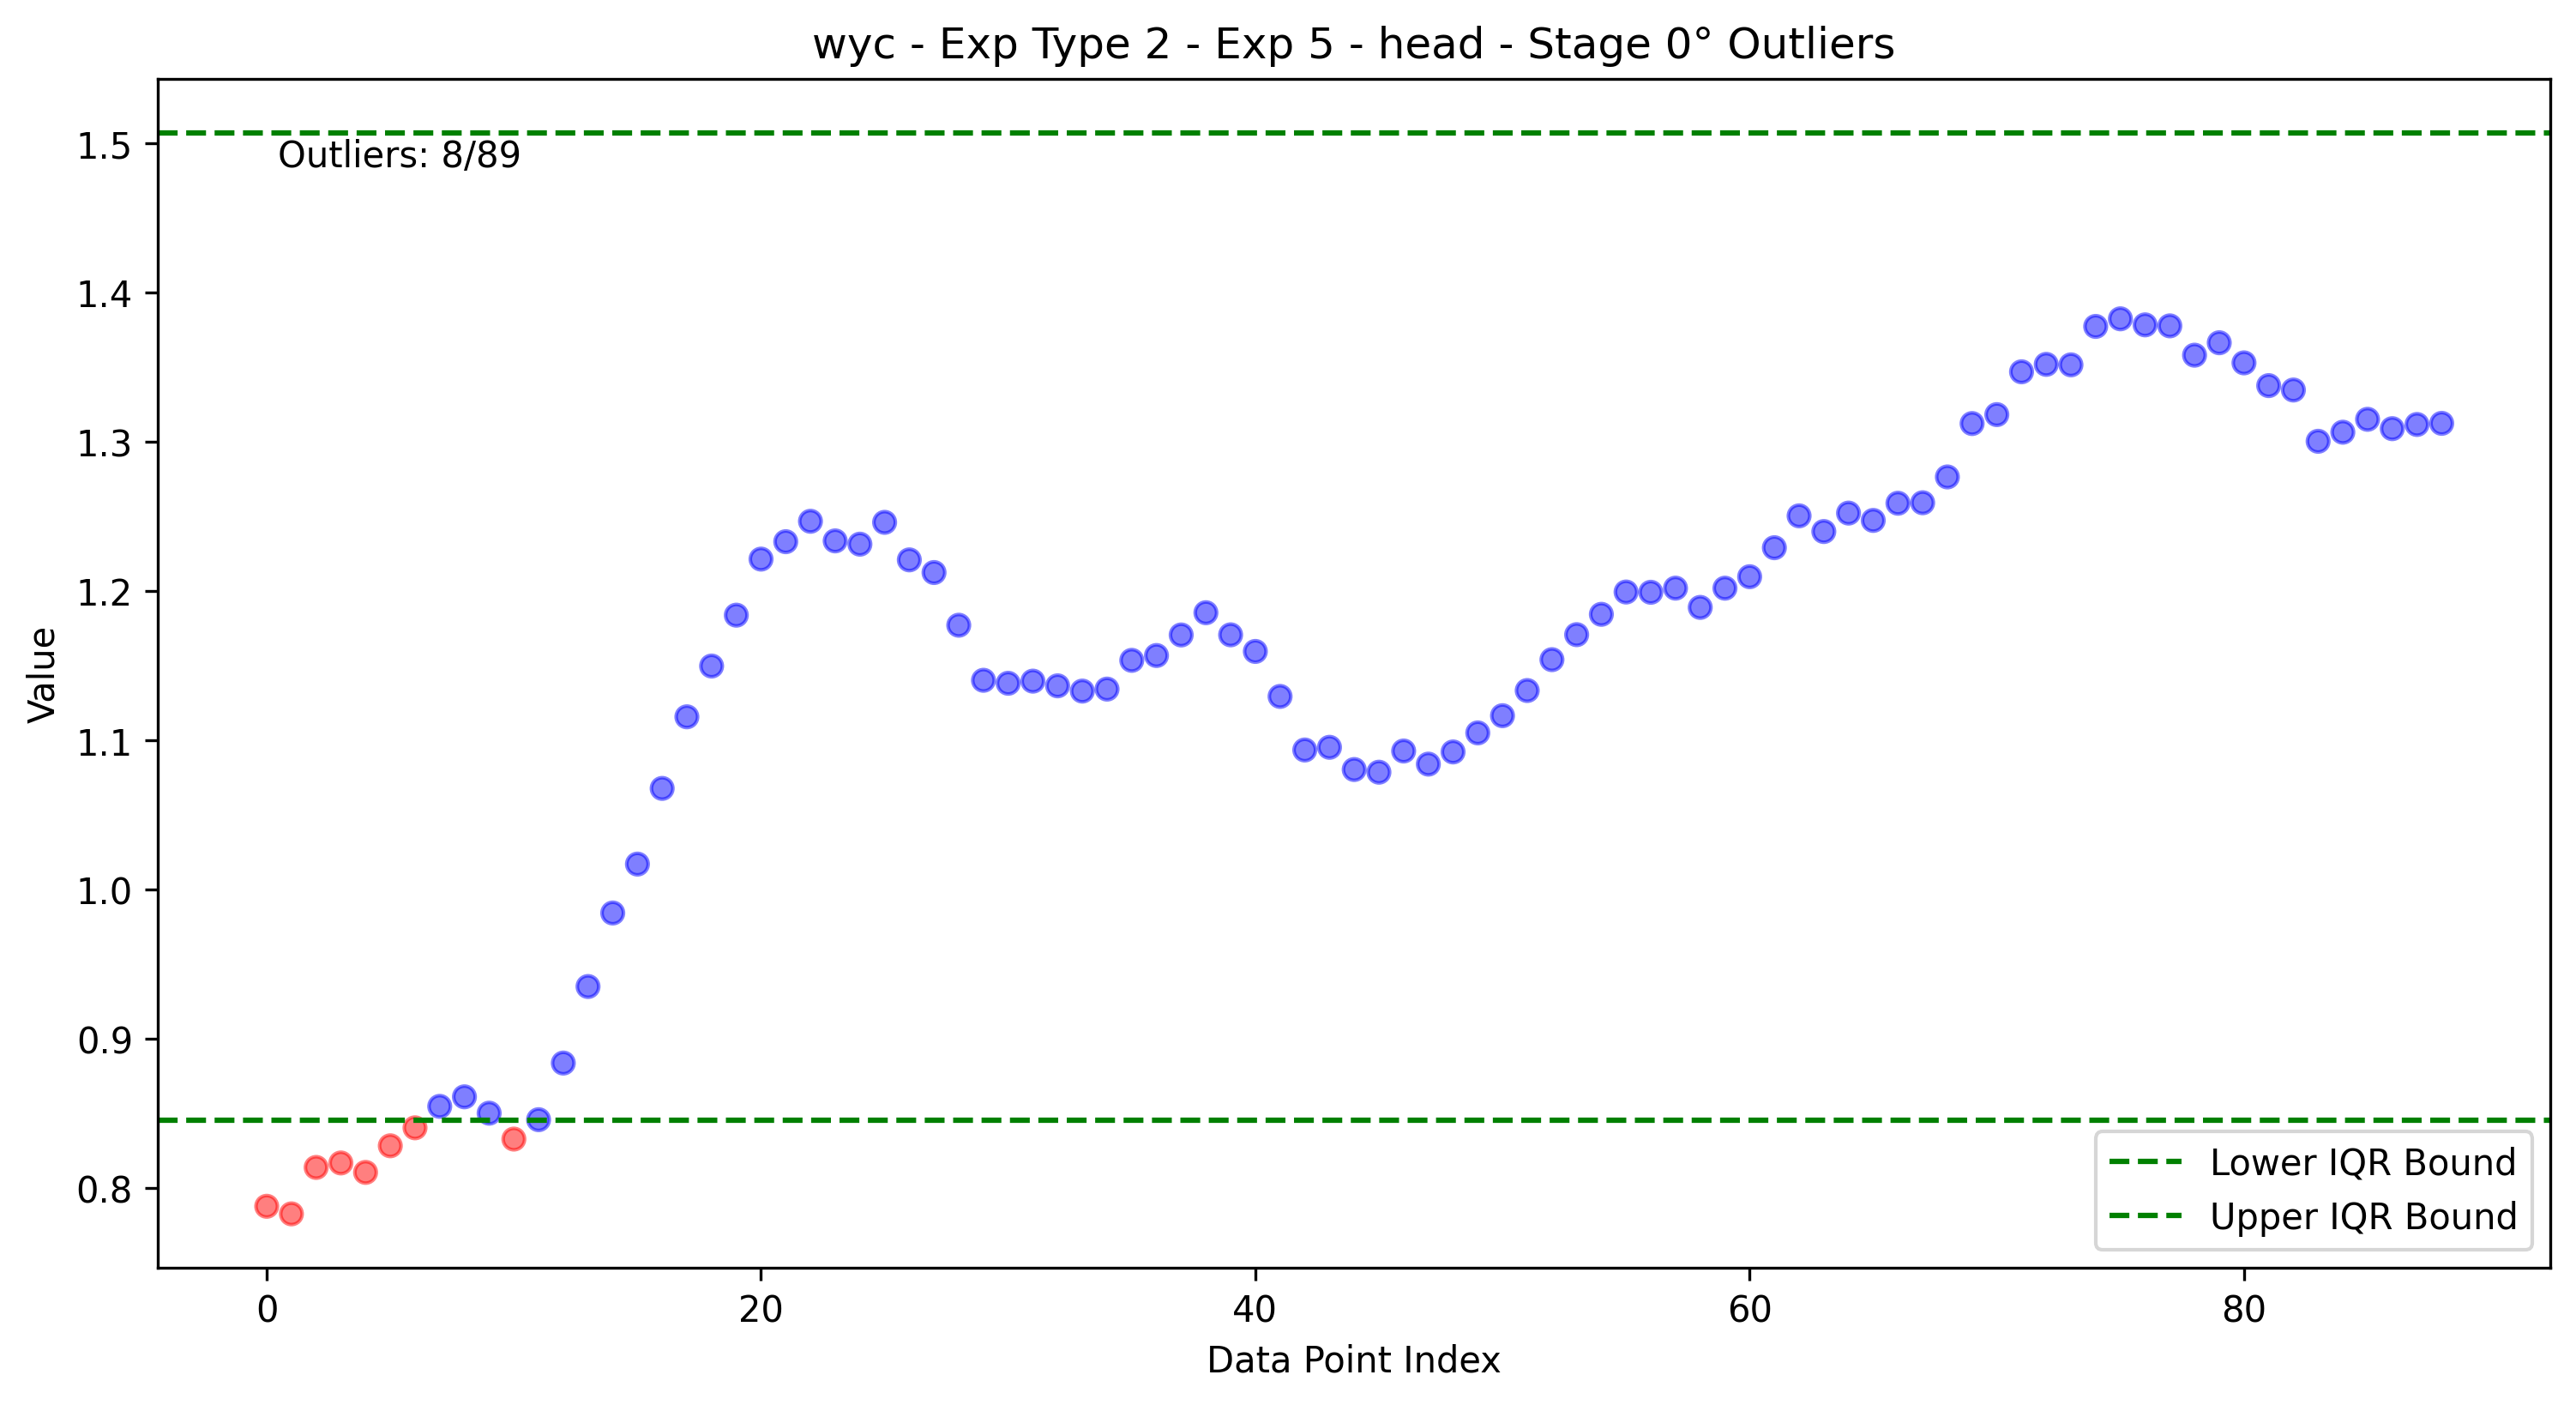 wyc - Exp Type 2 - Exp 5 - head - Stage 0° Outliers
1.5
Outliers: 8/89
1.4
1.3
1.2
Value
1.1
1.0
0.9
0.8
Lower IQR Bound
Upper IQR Bound
0 20 40 60 80
Data Point Index